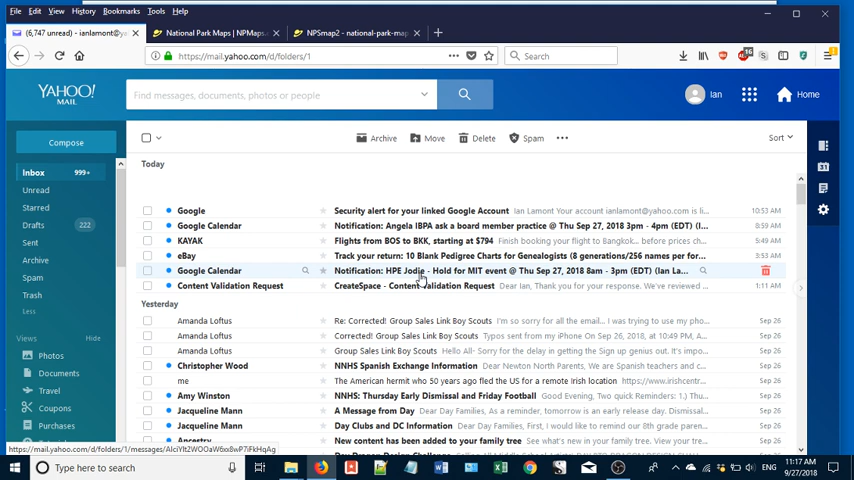 File Edit View History Bookmarks Tools Help
(6,747 unread) - ianlamont@ya
National Park Maps | NPMaps.
NPSmap2 - national-park-ma
https://mail.yahoo.com/d/folders/1
Search
16
YAHOO!
MAIL
Find messages, documents, photos or people
Ian
Home
Compose
Archive Move Delete Spam
Sort
Today
Inbox 999+
Unread
Starred
Drafts 222
Sent
Archive
Spam
Trash
Less
Views Hide
Photos
Documents
Travel
Coupons
Purchases
Google Security alert for your linked Google Account Ian Lamont Your account ianlamont@yahoo.com is li... 10:53 AM
Google Calendar Notification: Angela IBPA ask a board member practice @ Thu Sep 27, 2018 3pm - 4pm (EDT) (I... 8:59 AM
KAYAK Flights from BOS to BKK, starting at $794 Finish booking your flight to Bangkok... before prices ch... 5:49 AM
eBay Track your return: 10 Blank Pedigree Charts for Genealogists (8 generations/256 names per for... 3:53 AM
Google Calendar Notification: HPE Jodie - Hold for MIT event @ Thu Sep 27, 2018 8am - 3pm (EDT) (Ian La...
Content Validation Request CreateSpace - Content Validation Request Dear Ian, Thank you for your response. We've reviewed ... 1:11 AM
Yesterday
Amanda Loftus Re: Corrected! Group Sales Link Boy Scouts I'm so sorry for all the email... I was trying to use my pho... Sep 26
Amanda Loftus Corrected! Group Sales Link Boy Scouts Typos sent from my iPhone On Sep 26, 2018, at 10:49 AM, ... Sep 26
Amanda Loftus Group Sales Link Boy Scouts Hello All- Sorry for the delay in getting the Sign up genius out. It's impo... Sep 26
Christopher Wood NNHS Spanish Exchange Information Dear Newton North Parents, We are Spanish teachers and c... Sep 26
me The American hermit who 50 years ago fled the US for a remote Irish location https://www.irishcentr... Sep 26
Amy Winston NNHS: Thursday Early Dismissal and Friday Football Good Evening, Two quick Reminders: 1.) Thu... Sep 26
Jacqueline Mann A Message from Day Dear Day Families, As a reminder, tomorrow is an early release day. Dismissal... Sep 26
Jacqueline Mann Day Clubs and DC Information Dear Day Families, First, I would like to remind our 8th grade paren... Sep 26
Ancestry New content has been added to your family tree See what's new in your family tree. View your tre... Sep 26
https://mail.yahoo.com/d/folders/1/messages/AIciYlt2WOOaW6xx8wP7iFkHqAg
Type here to search
ENG
11:17 AM
9/27/2018